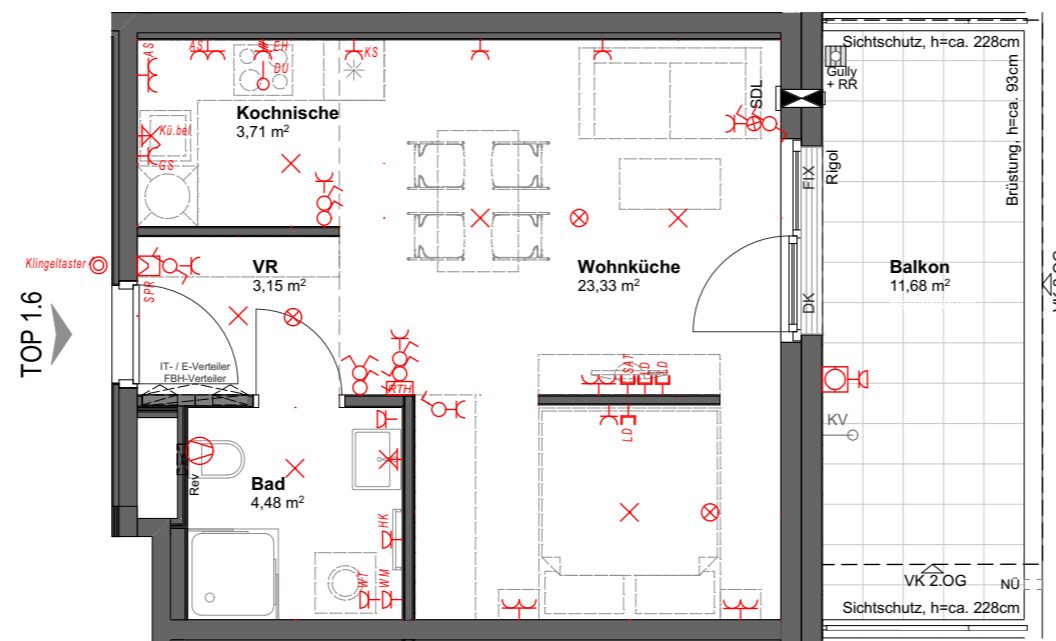 Sichtschutz, h=ca. 228cm
AS
AS
EH
KS
DU
Gully
+ RR
Brüstung, h=ca. 93cm
SDL
Kochnische
3,71 m²
Kü.bel
GS
FIX
Rigol
Klingeltaster
SPR
VR
3,15 m²
Wohnküche
23,33 m²
Balkon
11,68 m²
VK 2.OG
DK
TOP 1.6
IT- / E-Verteiler
FBH-Verteiler
RTH
SAT
LD
LD
LD
KV
Rev
Bad
4,48 m²
HK
WT
WM
VK 2.OG
NÜ
Sichtschutz, h=ca. 228cm